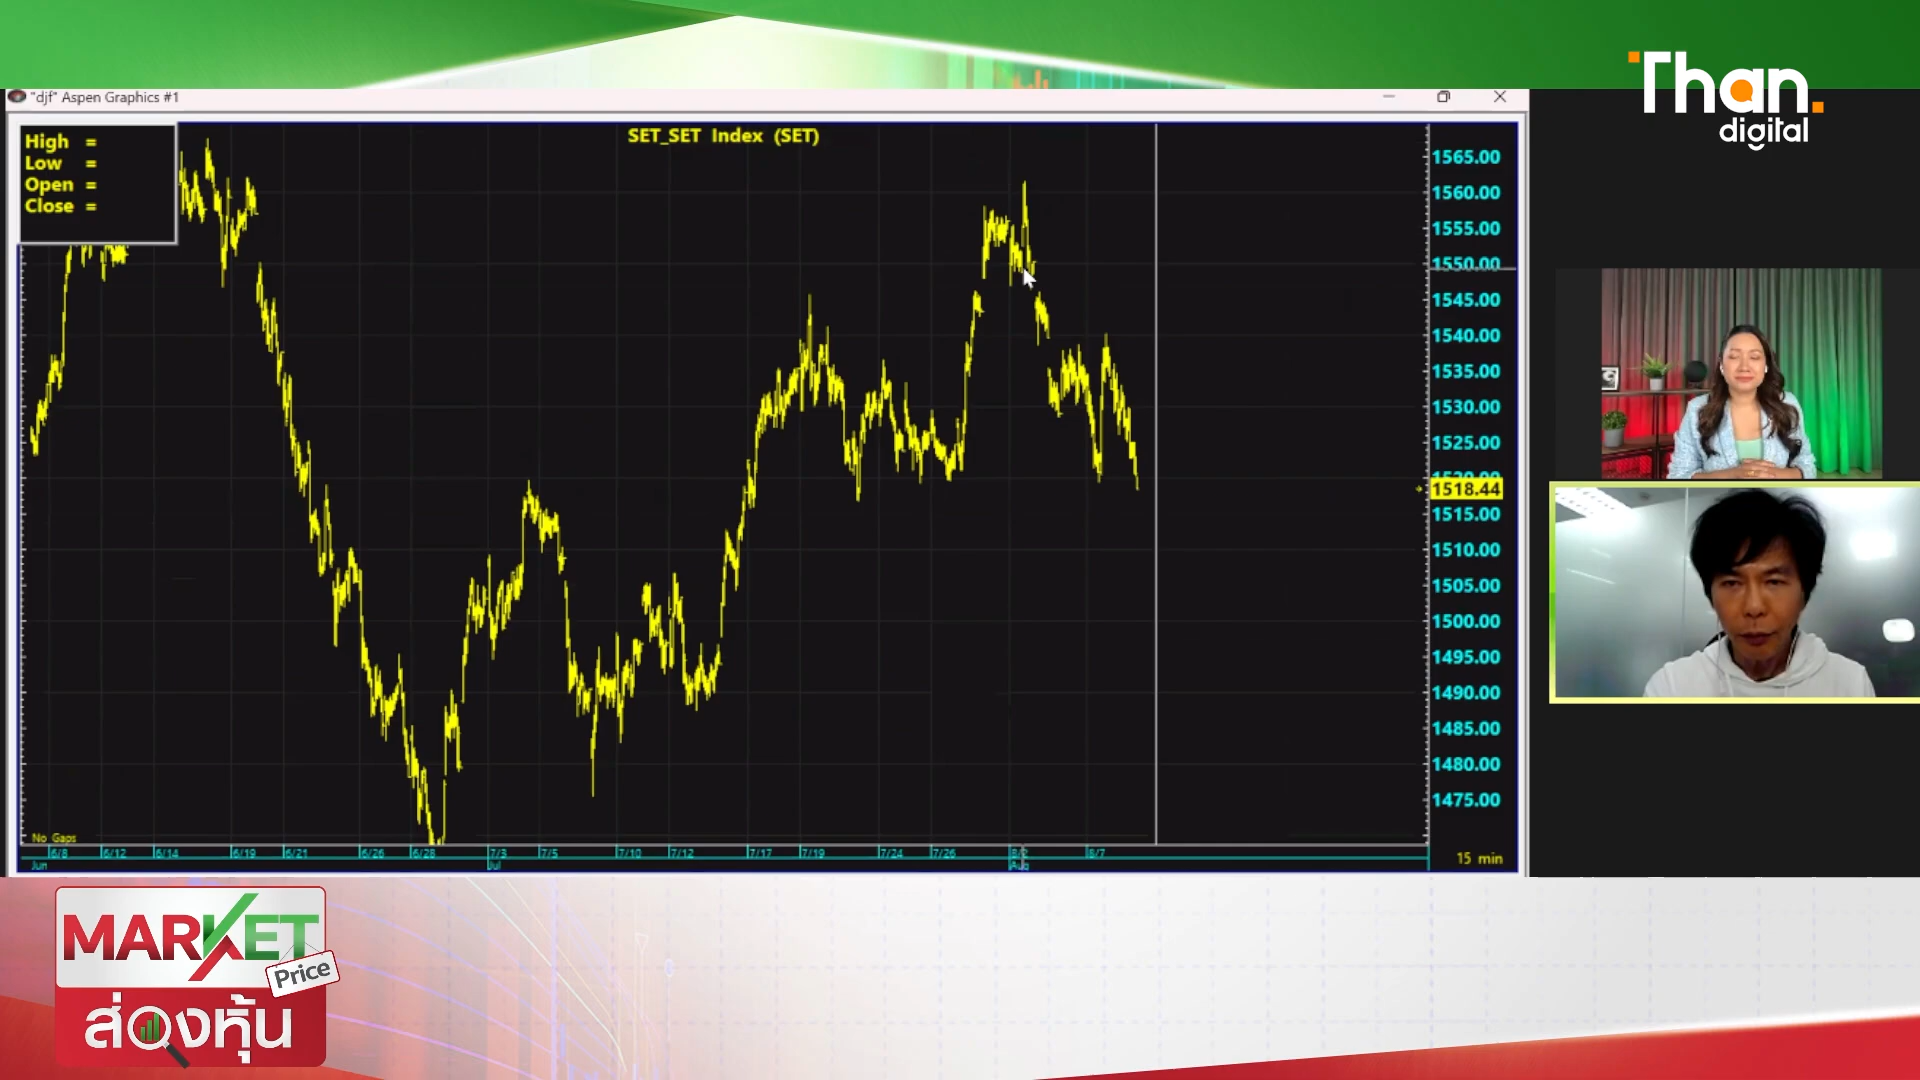 Than.
digital
"djf" Aspen Graphics #1
High =
Low =
Open =
Close =
SET_SET Index (SET)
1565.00
1560.00
1555.00
1550.00
1545.00
1540.00
1535.00
1530.00
1525.00
1520.00
1518.44
1515.00
1510.00
1505.00
1500.00
1495.00
1490.00
1485.00
1480.00
1475.00
No Gaps
6/8 6/12 6/14 6/19 6/21 6/26 6/28 7/3 7/5 7/10 7/12 7/17 7/19 7/24 7/26 8/2 8/7
Jun Jul Aug
15 min
MARKET
Price
ส่องหุ้น